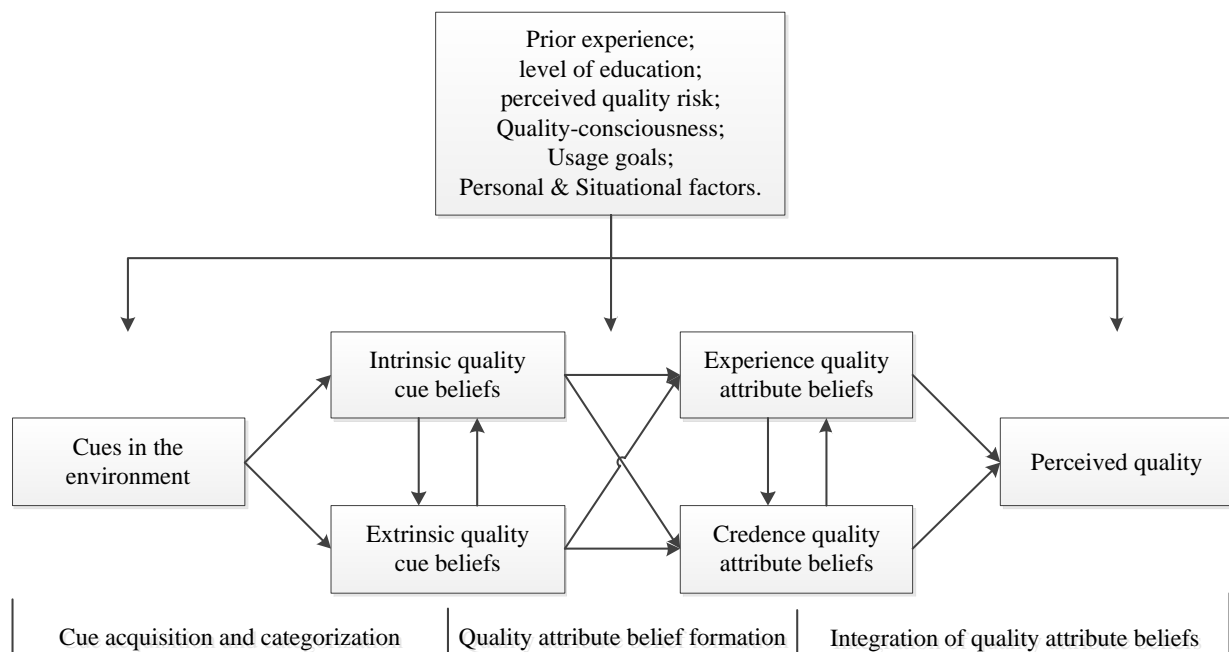 Prior experience;
level of education;
perceived quality risk;
Quality-consciousness;
Usage goals;
Personal & Situational factors.
Intrinsic quality
cue beliefs
Experience quality
attribute beliefs
Cues in the
environment
Perceived quality
Extrinsic quality
cue beliefs
Credence quality
attribute beliefs
Cue acquisition and categorization
Quality attribute belief formation
Integration of quality attribute beliefs